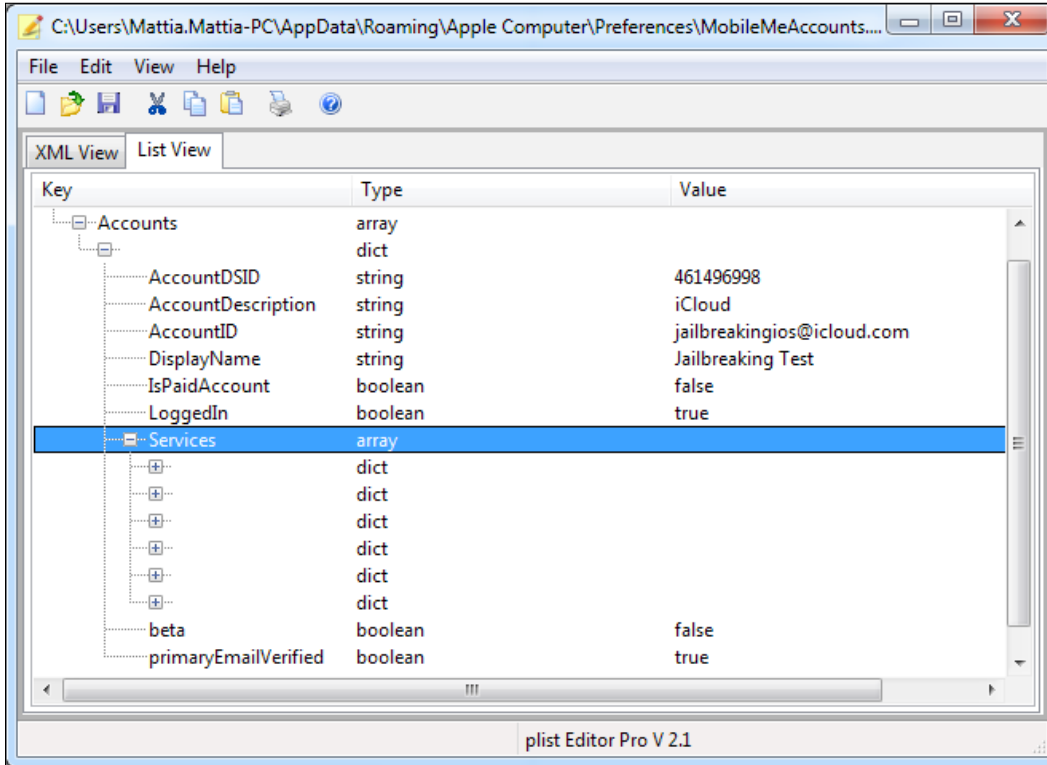 C:\Users\Mattia.Mattia-PC\AppData\Roaming\Apple Computer\Preferences\MobileMeAccounts....
File Edit View Help
XML View List View
Key Type Value
Accounts array
dict
AccountDSID string 461496998
AccountDescription string iCloud
AccountID string jailbreakingios@icloud.com
DisplayName string Jailbreaking Test
IsPaidAccount boolean false
LoggedIn boolean true
Services array
dict
dict
dict
dict
dict
dict
beta boolean false
primaryEmailVerified boolean true
plist Editor Pro V 2.1